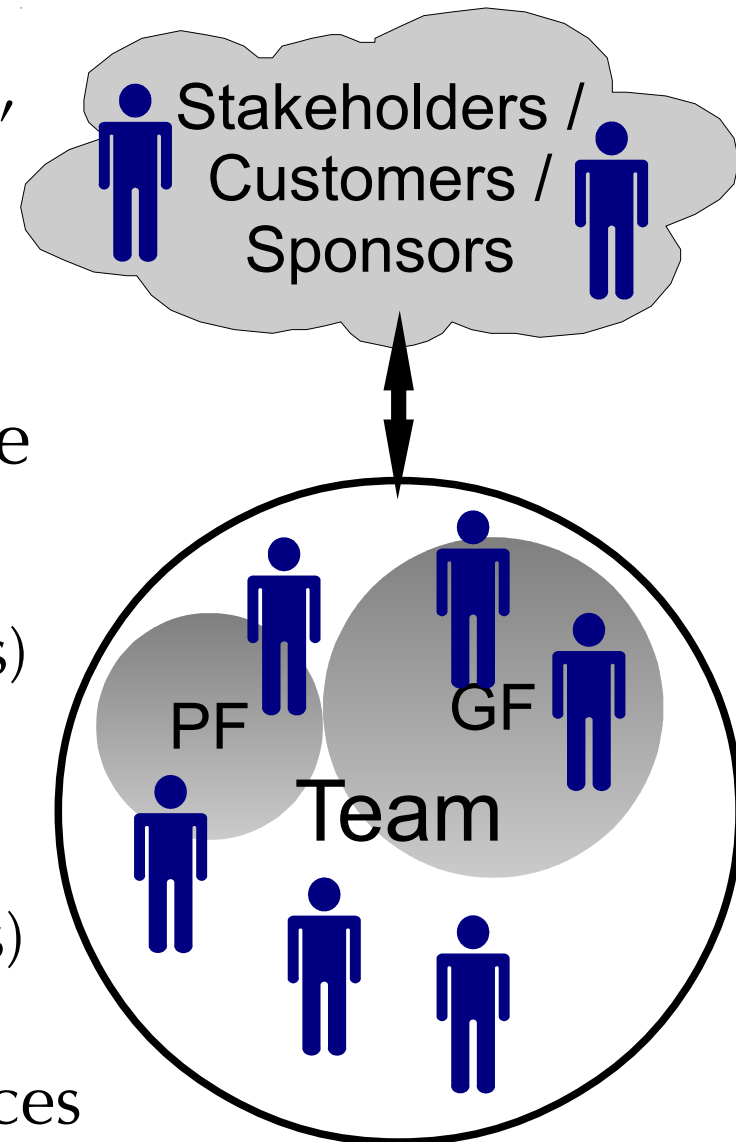 Stakeholders /
Customers /
Sponsors
e
s)
PF
GF
Team
s)
ces